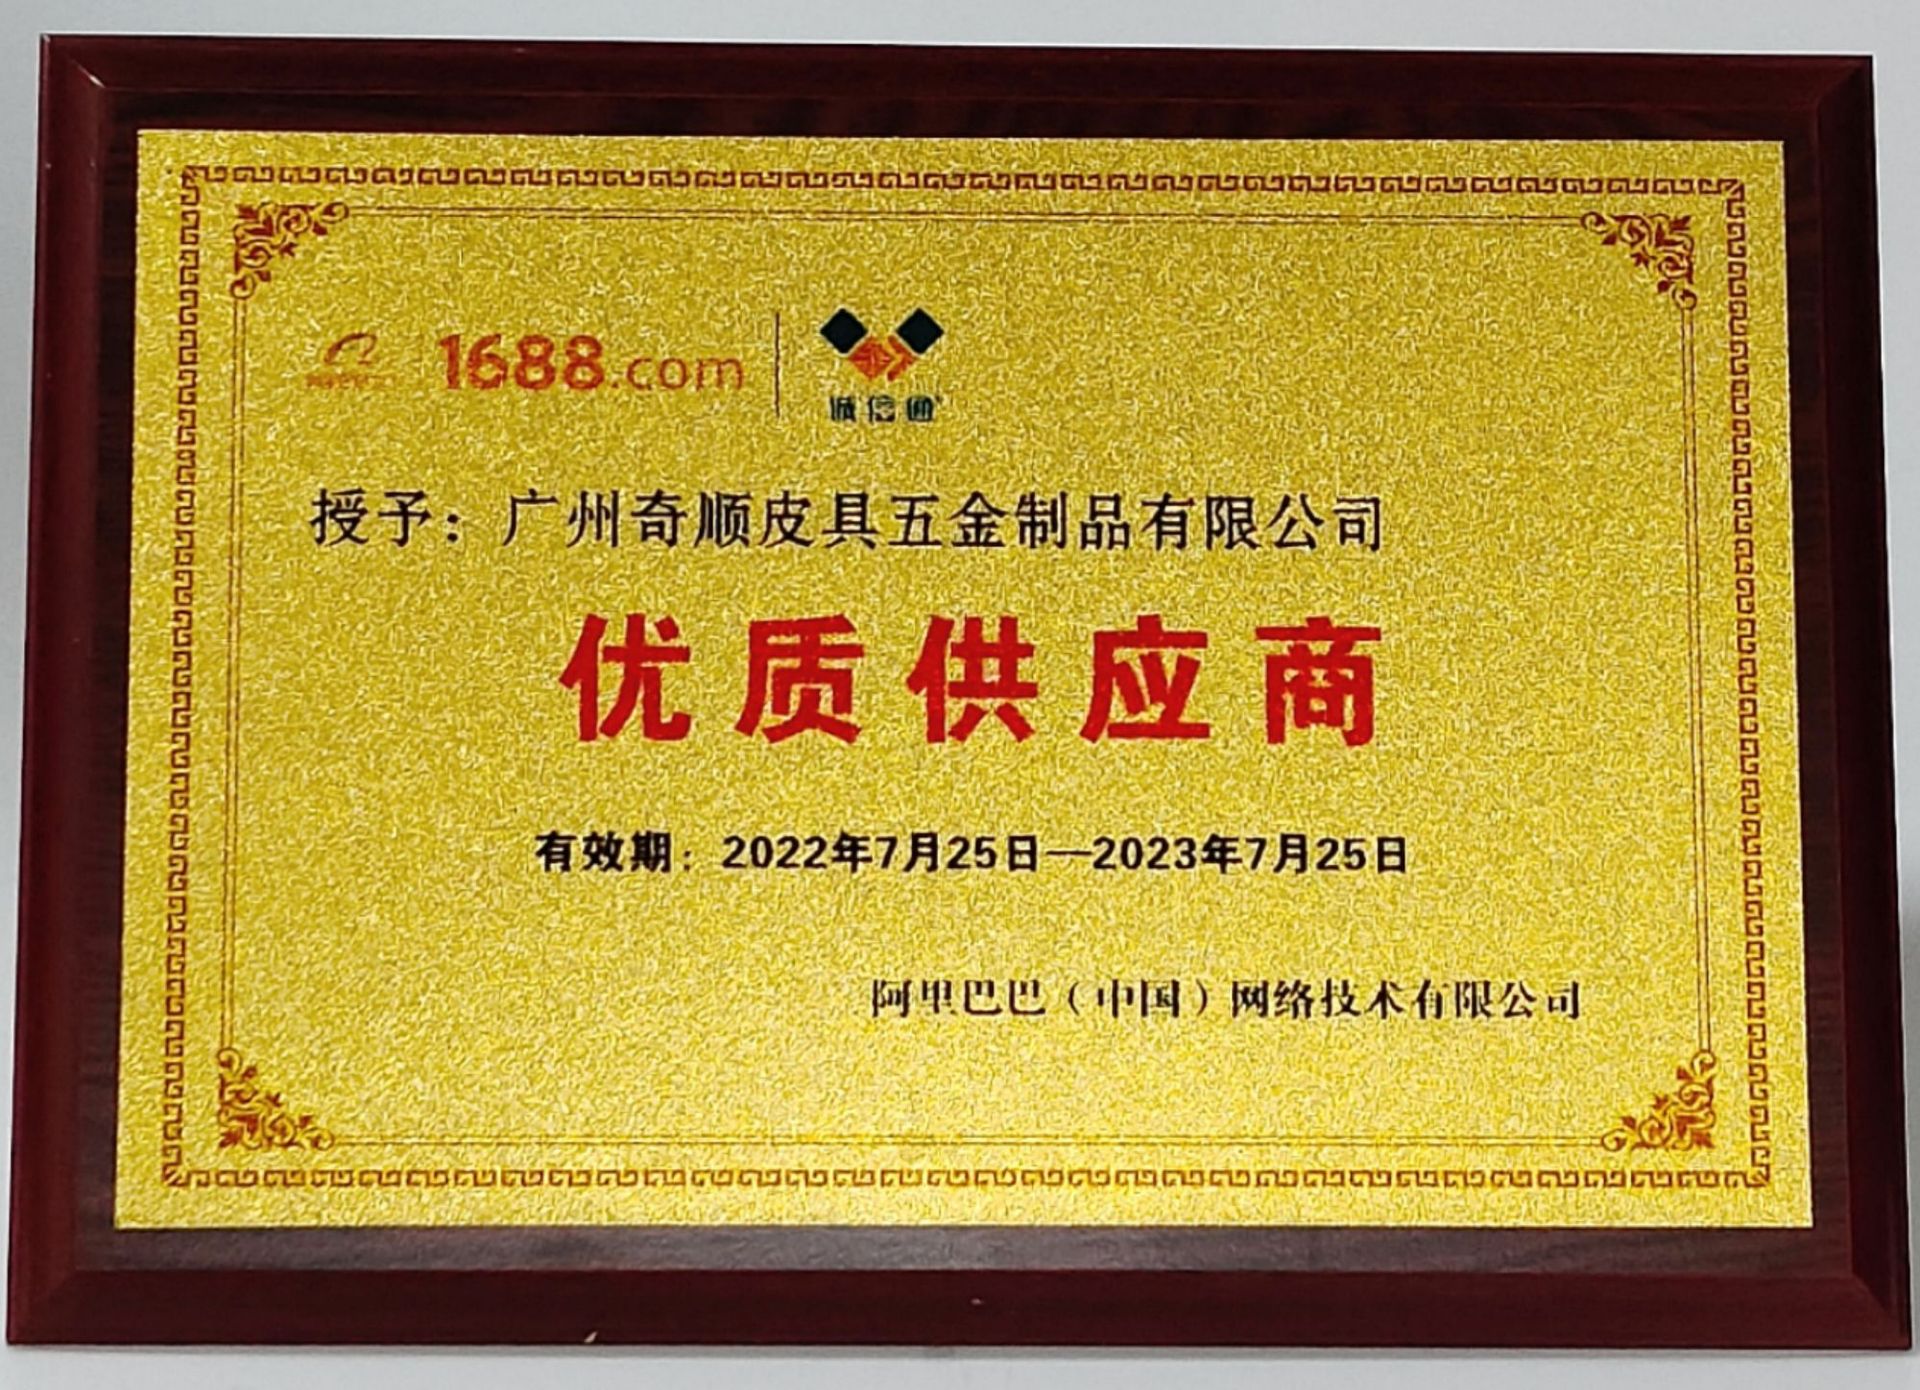 1688.com
诚信通
授予：广州奇顺皮具五金制品有限公司
优质供应商
有效期：2022年7月25日—2023年7月25日
阿里巴巴（中国）网络技术有限公司